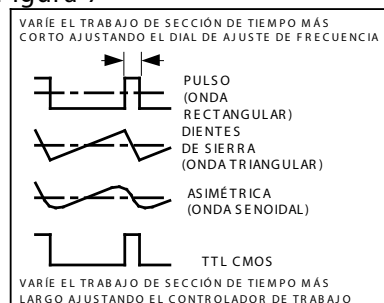 Figura 7
VARÍE EL TRABAJO DE SECCIÓN DE TIEMPO MÁS
CORTO AJUSTANDO EL DIAL DE AJUSTE DE FRECUENCIA
PULSO
(ONDA
RECTANGULAR)
DIENTES
DE SIERRA
(ONDA TRIANGULAR)
ASIMÉTRICA
(ONDA SENOIDAL)
TTL CMOS
VARÍE EL TRABAJO DE SECCIÓN DE TIEMPO MÁS
LARGO AJUSTANDO EL CONTROLADOR DE TRABAJO